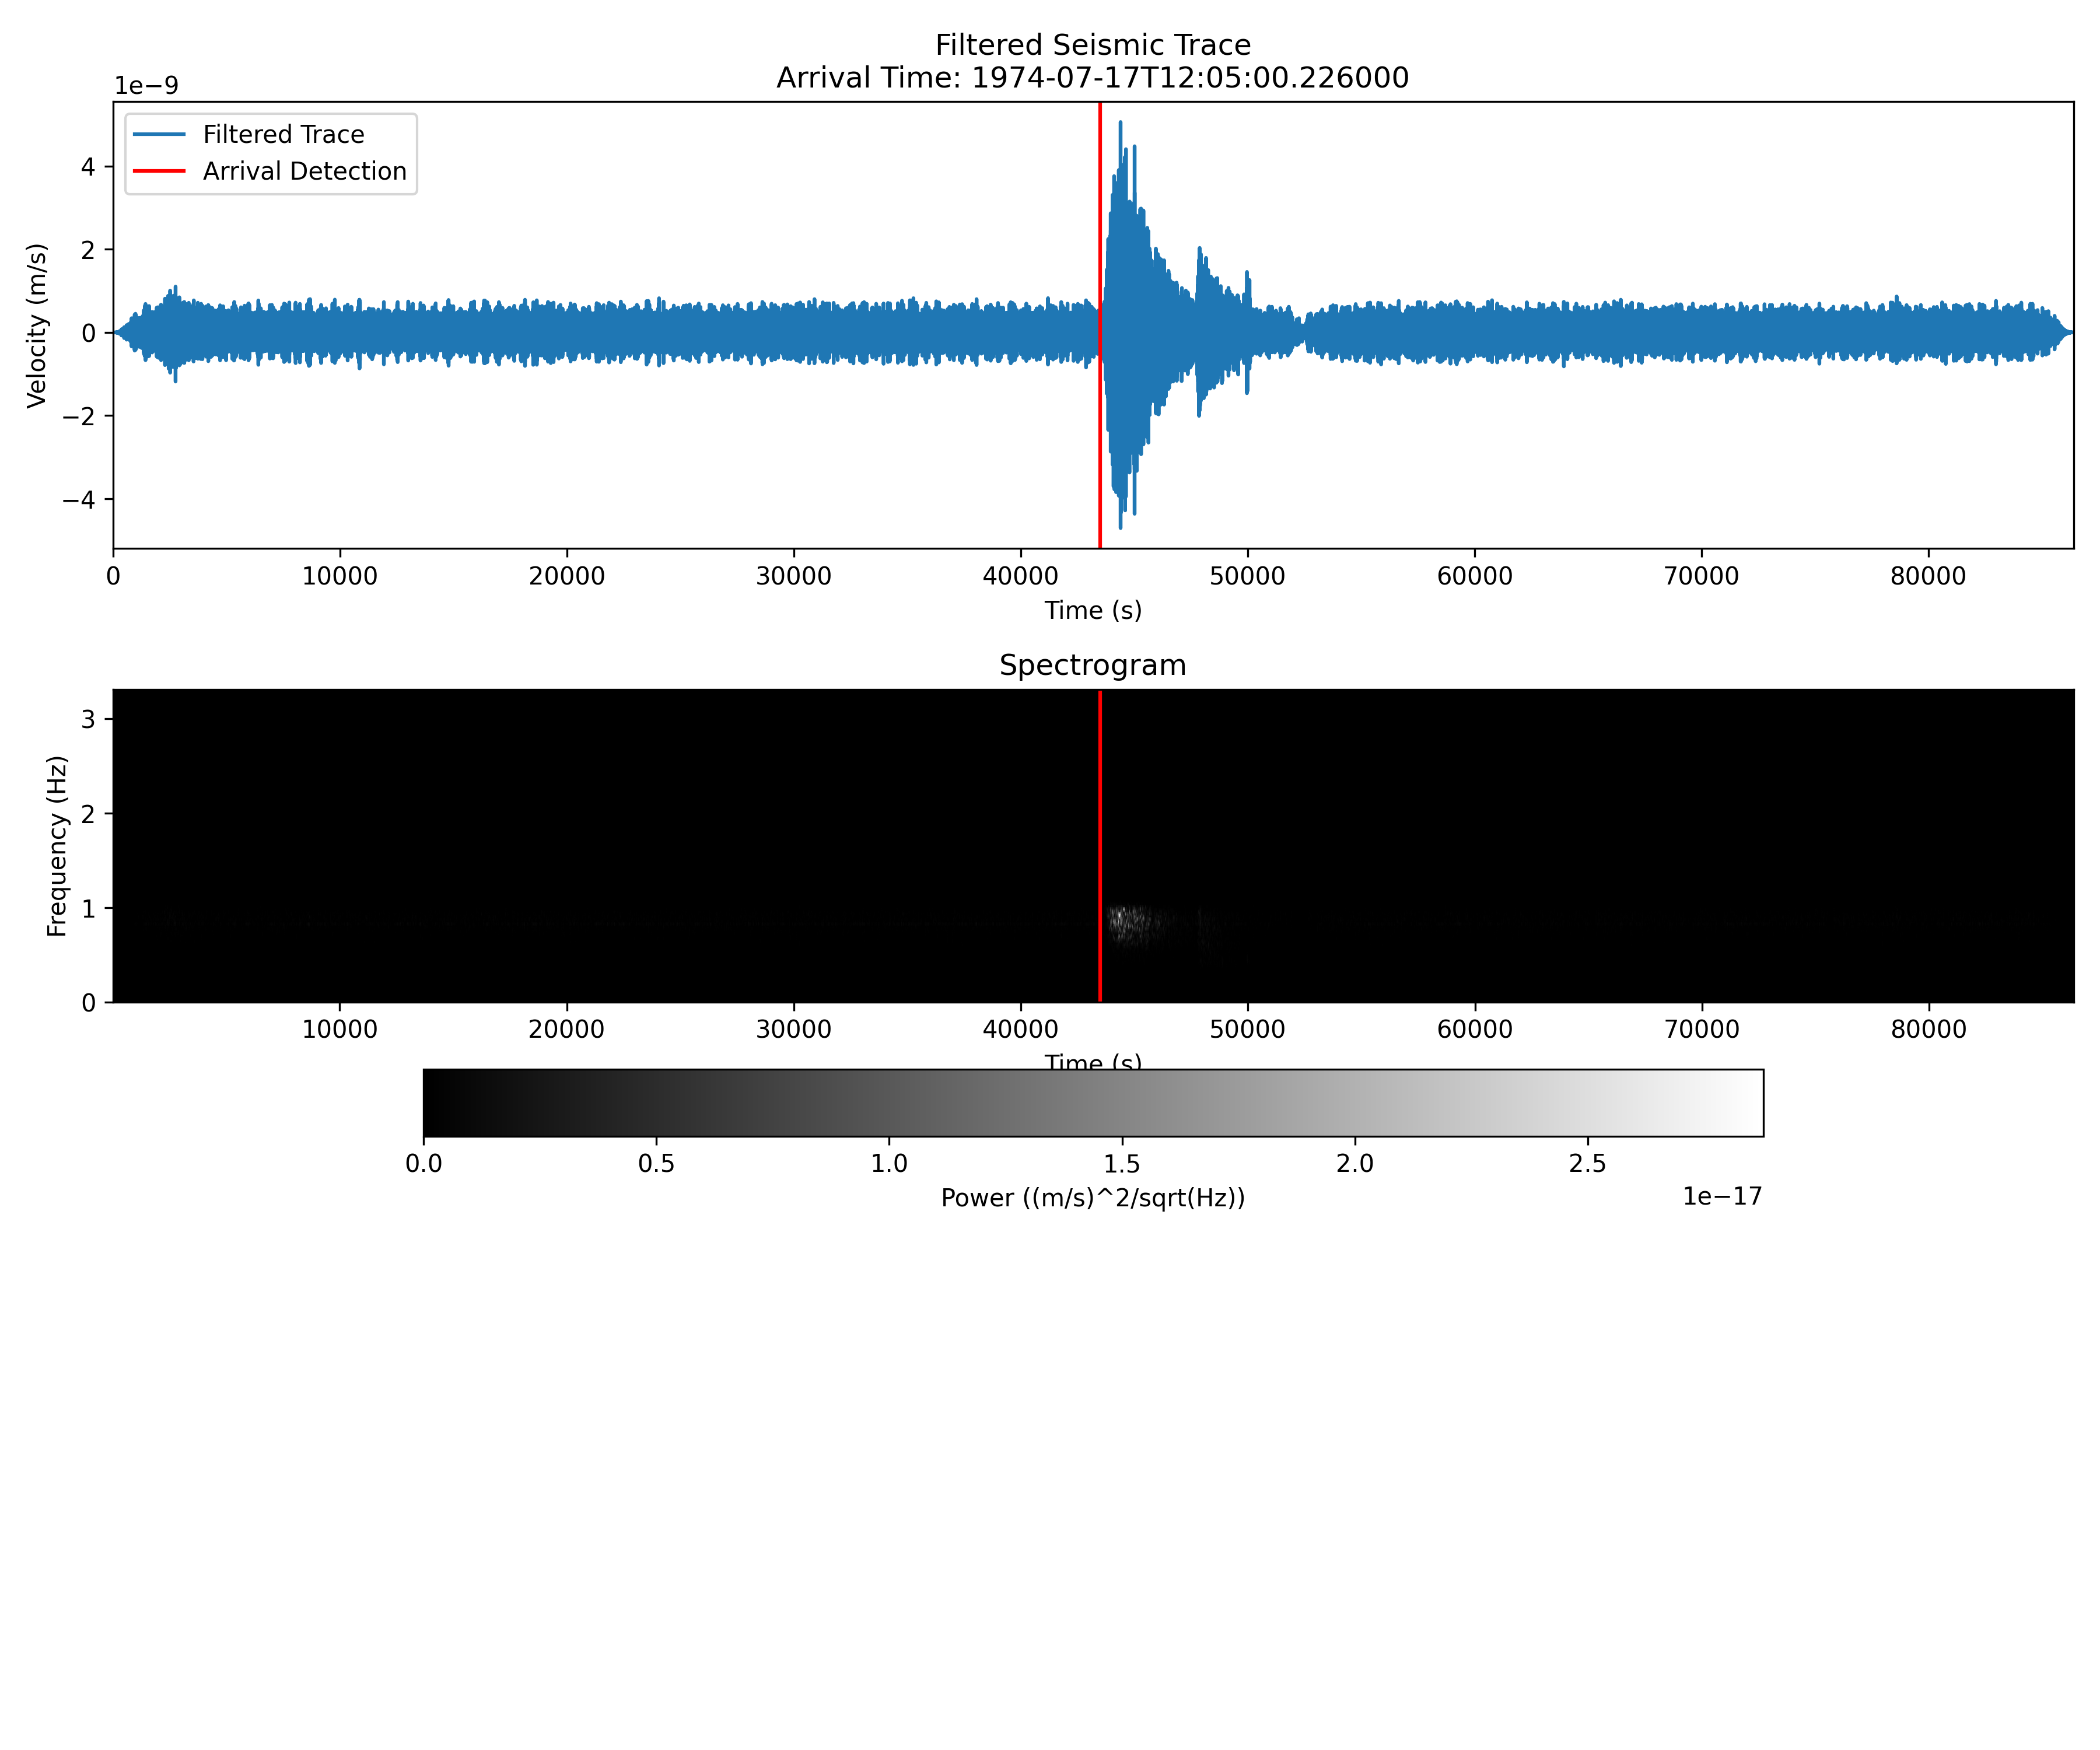 Filtered Seismic Trace
Arrival Time: 1974-07-17T12:05:00.226000
1e−9
Filtered Trace
Arrival Detection
Velocity (m/s)
4
2
0
−2
−4
0 10000 20000 30000 40000 50000 60000 70000 80000
Time (s)
Spectrogram
Frequency (Hz)
3
2
1
0
10000 20000 30000 40000 50000 60000 70000 80000
Time (s)
0.0 0.5 1.0 1.5 2.0 2.5
Power ((m/s)^2/sqrt(Hz))
1e−17